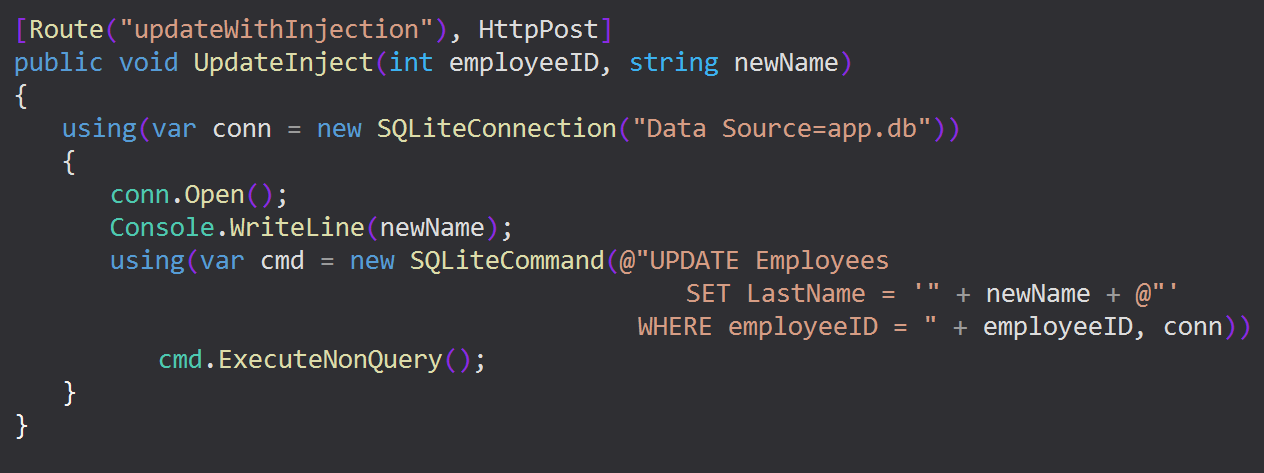 [Route("updateWithInjection"), HttpPost]
public void UpdateInject(int employeeID, string newName)
{
using(var conn = new SQLiteConnection("Data Source=app.db"))
{
conn.Open();
Console.WriteLine(newName);
using(var cmd = new SQLiteCommand(@"UPDATE Employees
SET LastName = '" + newName + @"'
WHERE employeeID = " + employeeID, conn))
cmd.ExecuteNonQuery();
}
}